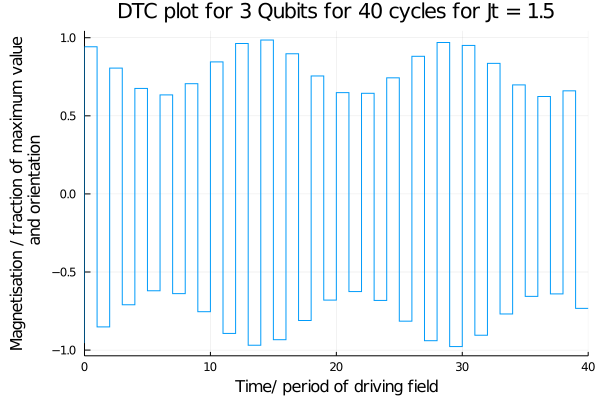 DTC plot for 3 Qubits for 40 cycles for Jt = 1.5
Magnetisation / fraction of maximum value
and orientation
1.0
0.5
0.0
−0.5
−1.0
0
10
20
30
40
Time/ period of driving field